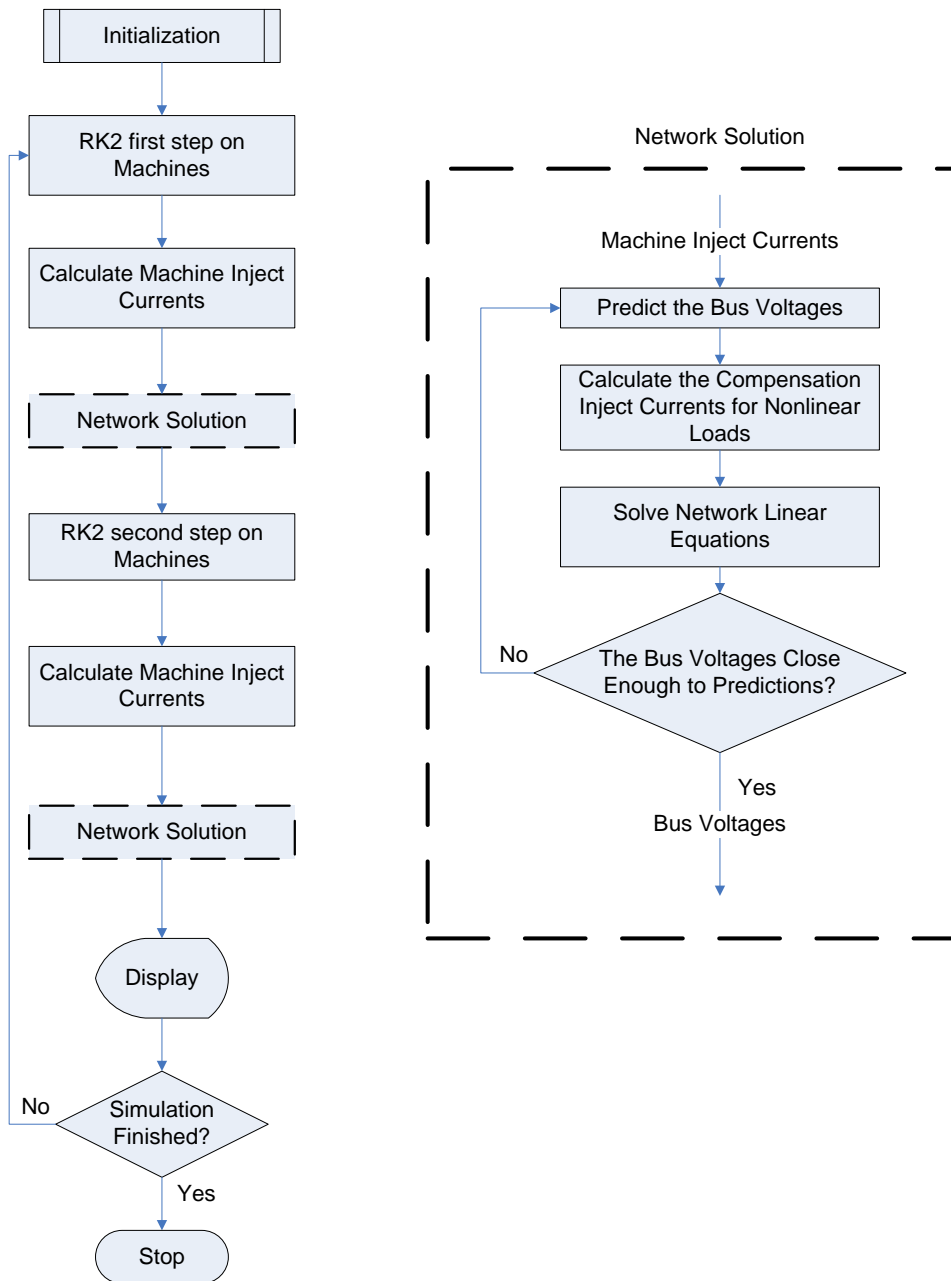 Initialization
RK2 first step on
Machines
Calculate Machine Inject
Currents
Network Solution
RK2 second step on
Machines
Calculate Machine Inject
Currents
Network Solution
Display
No
Simulation
Finished?
Yes
Stop
Network Solution
Machine Inject Currents
Predict the Bus Voltages
Calculate the Compensation
Inject Currents for Nonlinear
Loads
Solve Network Linear
Equations
No
The Bus Voltages Close
Enough to Predictions?
Yes
Bus Voltages